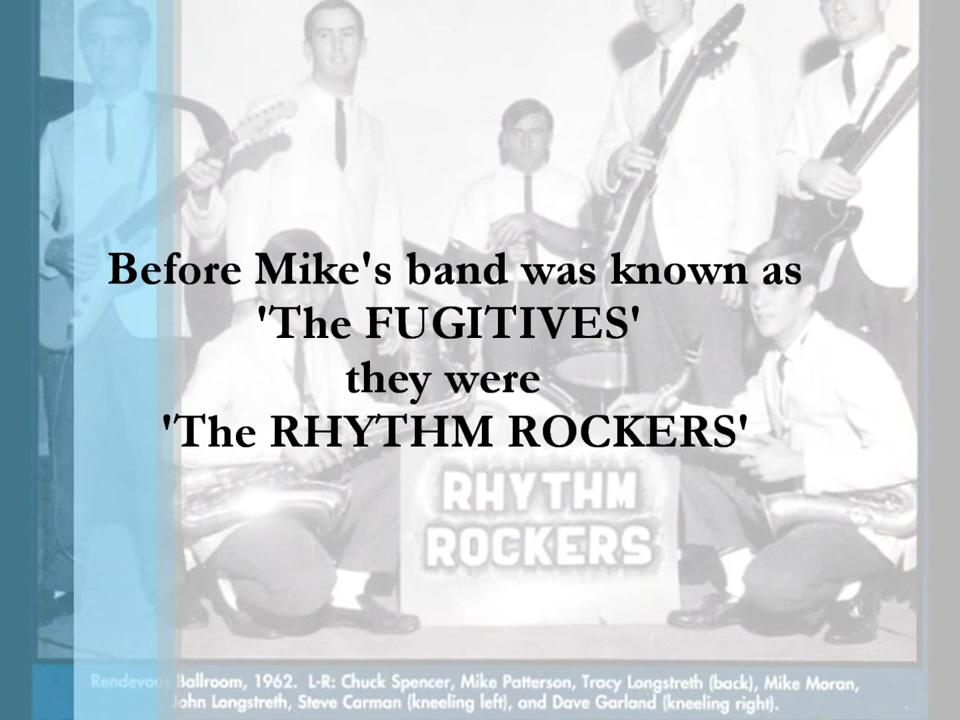 Before Mike's band was known as
'The FUGITIVES'
they were
'The RHYTHM ROCKERS'
RHYTHM
ROCKERS
Rendevous Ballroom, 1962. L-R: Chuck Spencer, Mike Patterson, Tracy Longstreth (back), Mike Moran,
John Longstreth, Steve Carman (kneeling left), and Dave Garland (kneeling right).